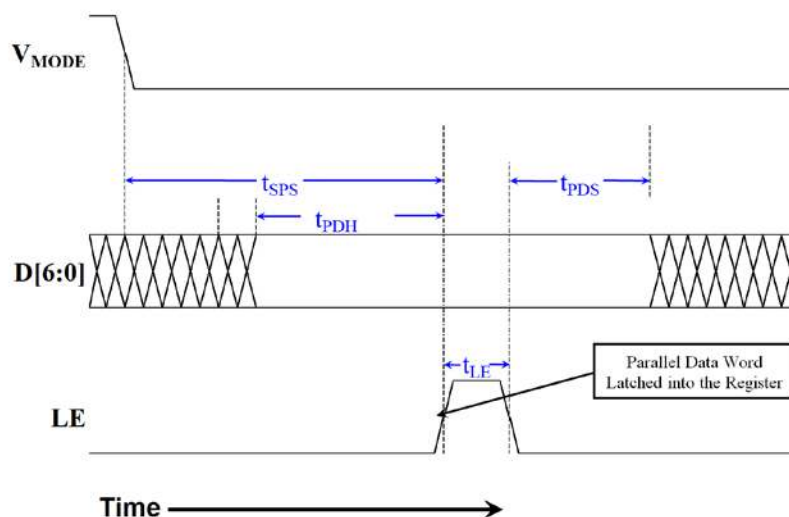 VMODE
tSPS
tPDS
tPDH
D[6:0]
tLE
Parallel Data Word
Latched into the Register
LE
Time